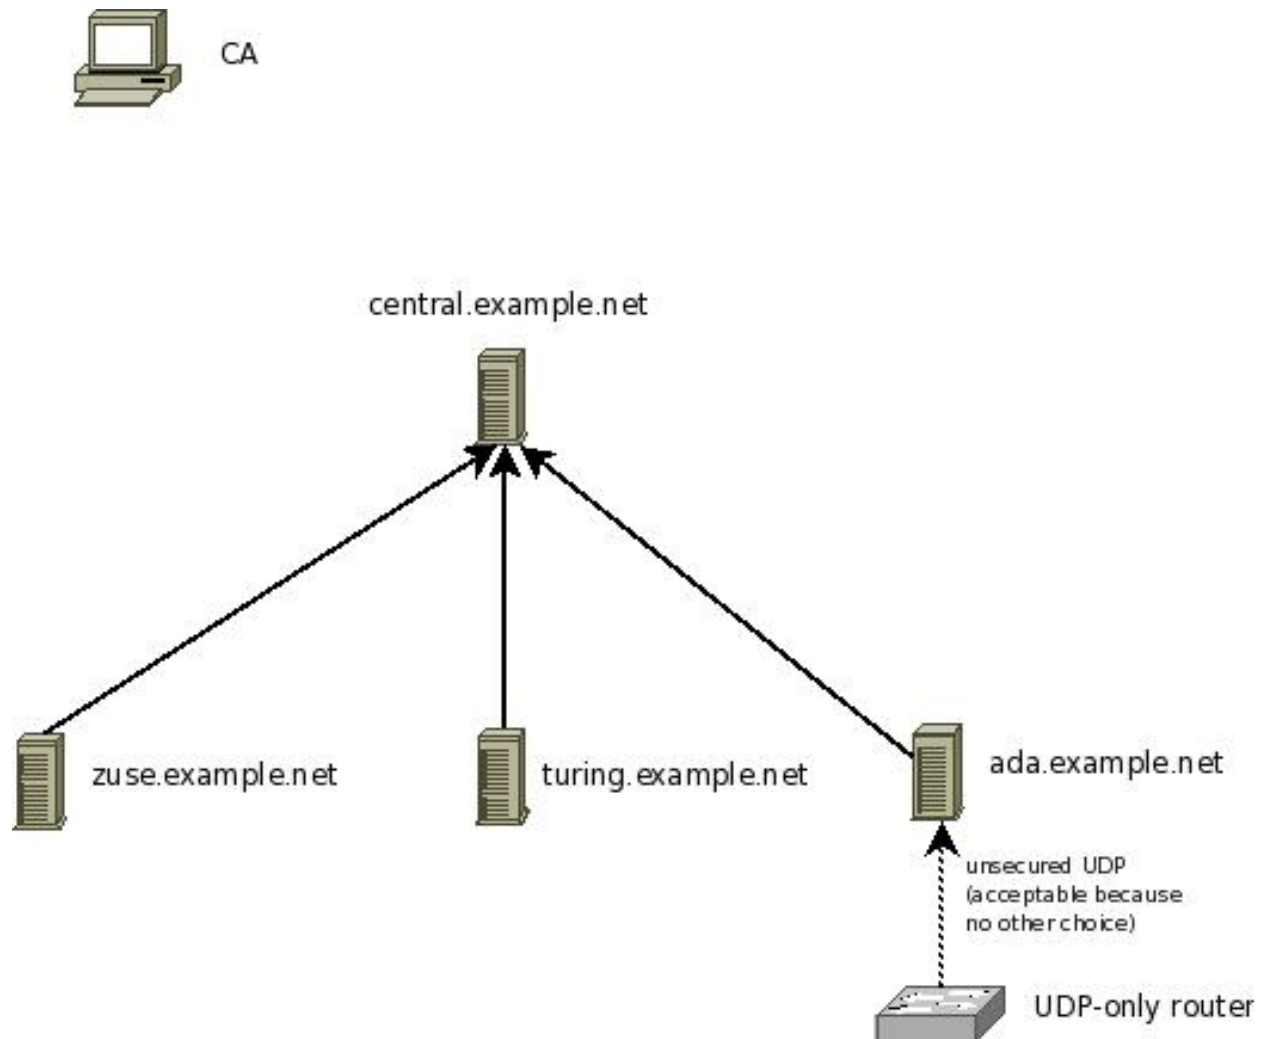 CA
central.example.net
zuse.example.net
turing.example.net
ada.example.net
unsecured UDP
(acceptable because
no other choice)
UDP-only router